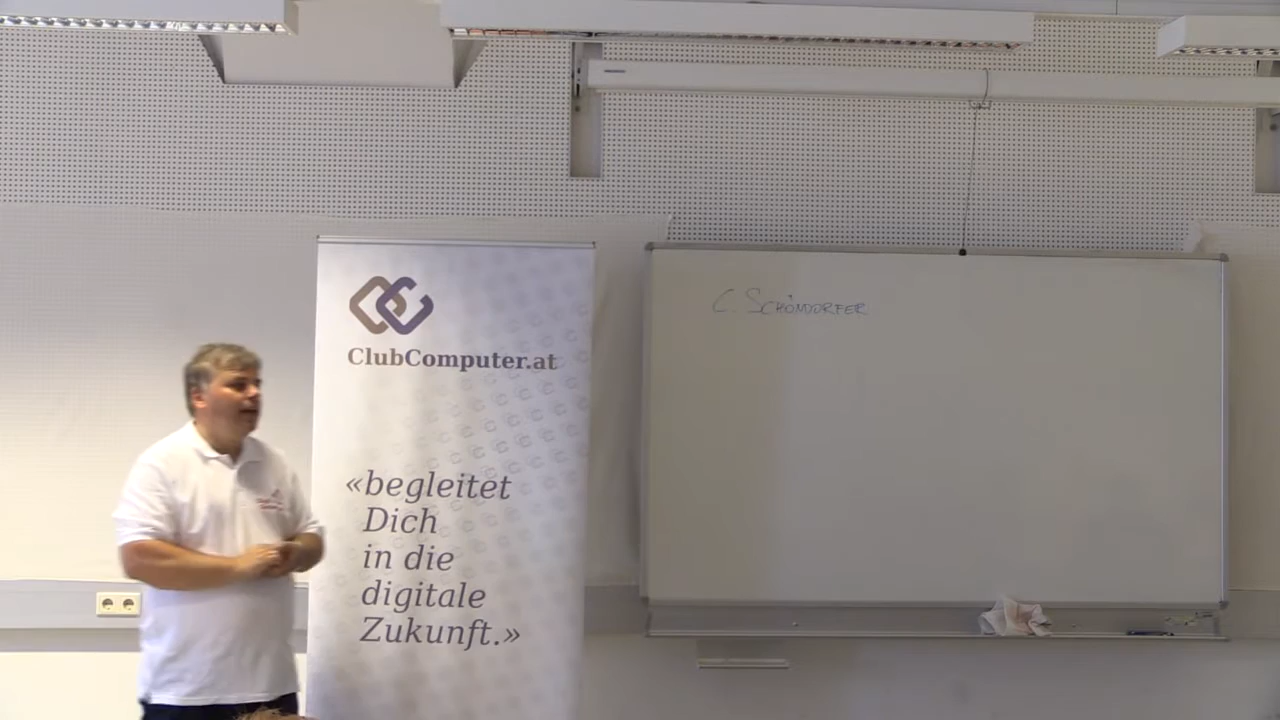 ClubComputer.at
«begleitet
Dich
in die
digitale
Zukunft.»
C. SCHÖNDORFER